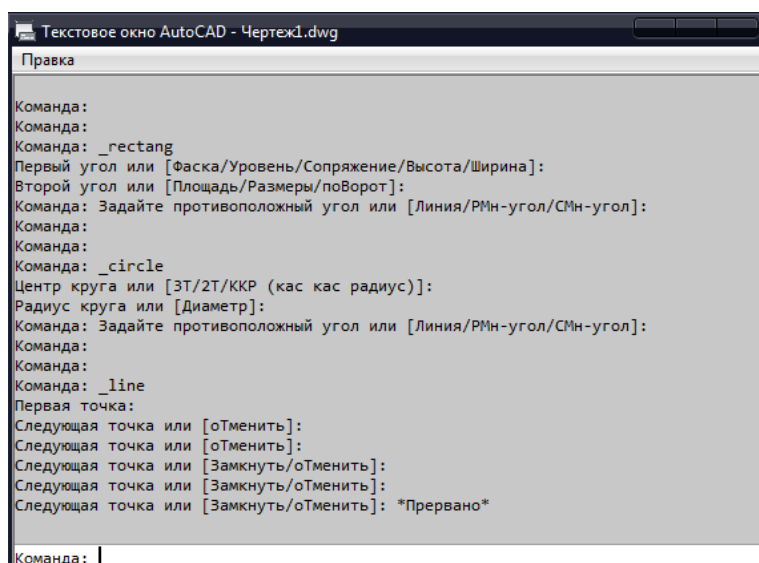 Текстовое окно AutoCAD - Чертеж1.dwg
Правка
Команда:
Команда:
Команда: _rectang
Первый угол или [Фаска/Уровень/Сопряжение/Высота/Ширина]:
Второй угол или [Площадь/Размеры/поВорот]:
Команда: Задайте противоположный угол или [Линия/РМн-угол/СМн-угол]:
Команда:
Команда:
Команда: _circle
Центр круга или [3Т/2Т/ККР (кас кас радиус)]:
Радиус круга или [Диаметр]:
Команда: Задайте противоположный угол или [Линия/РМн-угол/СМн-угол]:
Команда:
Команда:
Команда: _line
Первая точка:
Следующая точка или [оТменить]:
Следующая точка или [оТменить]:
Следующая точка или [Замкнуть/оТменить]:
Следующая точка или [Замкнуть/оТменить]:
Следующая точка или [Замкнуть/оТменить]: *Прервано*
Команда: